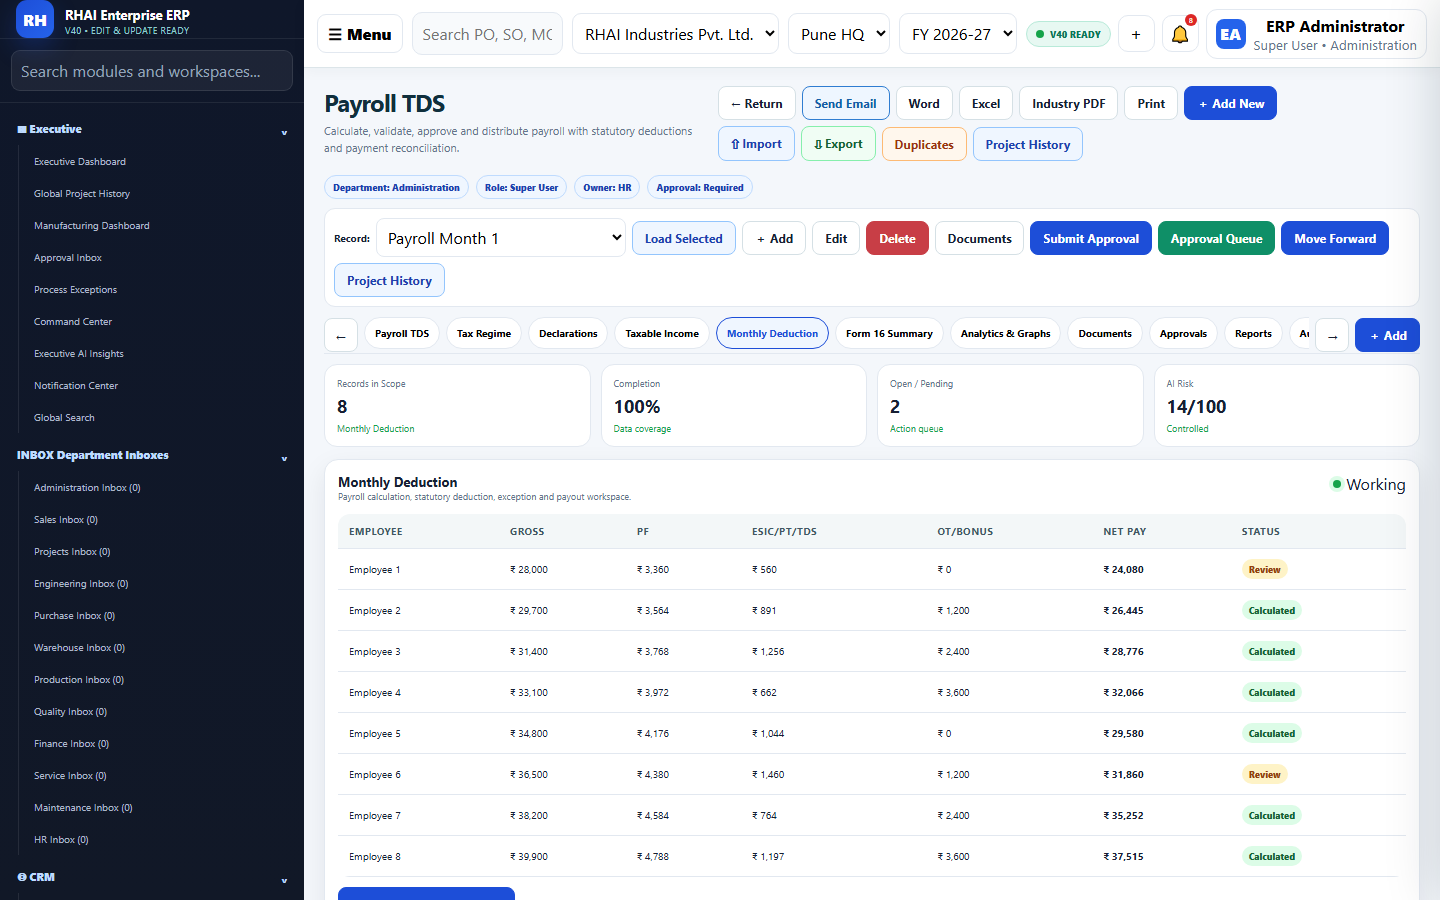 RH
RHAI Enterprise ERP
V40 • EDIT & UPDATE READY
Search modules and workspaces...
Executive
Executive Dashboard
Global Project History
Manufacturing Dashboard
Approval Inbox
Process Exceptions
Command Center
Executive AI Insights
Notification Center
Global Search
INBOX Department Inboxes
Administration Inbox (0)
Sales Inbox (0)
Projects Inbox (0)
Engineering Inbox (0)
Purchase Inbox (0)
Warehouse Inbox (0)
Production Inbox (0)
Quality Inbox (0)
Finance Inbox (0)
Service Inbox (0)
Maintenance Inbox (0)
HR Inbox (0)
CRM
☰ Menu
Search PO, SO, MC
RHAI Industries Pvt. Ltd.
Pune HQ
FY 2026-27
V40 READY
+
8
EA
ERP Administrator
Super User • Administration
Payroll TDS
Calculate, validate, approve and distribute payroll with statutory deductions
and payment reconciliation.
← Return
Send Email
Word
Excel
Industry PDF
Print
+ Add New
⇧ Import
⇩ Export
Duplicates
Project History
Department: Administration
Role: Super User
Owner: HR
Approval: Required
Record:
Payroll Month 1
Load Selected
+ Add
Edit
Delete
Documents
Submit Approval
Approval Queue
Move Forward
Project History
←
Payroll TDS
Tax Regime
Declarations
Taxable Income
Monthly Deduction
Form 16 Summary
Analytics & Graphs
Documents
Approvals
Reports
→
+ Add
Records in Scope
8
Monthly Deduction
Completion
100%
Data coverage
Open / Pending
2
Action queue
AI Risk
14/100
Controlled
Monthly Deduction
Payroll calculation, statutory deduction, exception and payout workspace.
Working
EMPLOYEE GROSS PF ESIC/PT/TDS OT/BONUS NET PAY STATUS
Employee 1 ₹ 28,000 ₹ 3,360 ₹ 560 ₹ 0 ₹ 24,080 Review
Employee 2 ₹ 29,700 ₹ 3,564 ₹ 891 ₹ 1,200 ₹ 26,445 Calculated
Employee 3 ₹ 31,400 ₹ 3,768 ₹ 1,256 ₹ 2,400 ₹ 28,776 Calculated
Employee 4 ₹ 33,100 ₹ 3,972 ₹ 662 ₹ 3,600 ₹ 32,066 Calculated
Employee 5 ₹ 34,800 ₹ 4,176 ₹ 1,044 ₹ 0 ₹ 29,580 Calculated
Employee 6 ₹ 36,500 ₹ 4,380 ₹ 1,460 ₹ 1,200 ₹ 31,860 Review
Employee 7 ₹ 38,200 ₹ 4,584 ₹ 764 ₹ 2,400 ₹ 35,252 Calculated
Employee 8 ₹ 39,900 ₹ 4,788 ₹ 1,197 ₹ 3,600 ₹ 37,515 Calculated